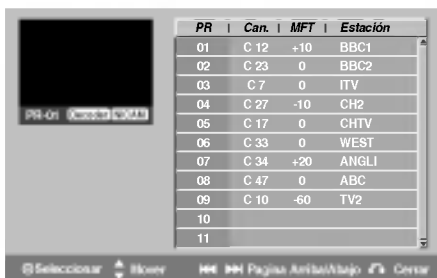 PR | Can. | MFT | Estación
01 C 12 +10 BBC1
02 C 23 0 BBC2
03 C 7 0 ITV
04 C 27 -10 CH2
05 C 17 0 CHTV
06 C 33 0 WEST
07 C 34 +20 ANGLI
08 C 47 0 ABC
09 C 10 -60 TV2
10
11
PR-01 Decoder NICAM
Seleccionar Mover Pagina Arriba/Abajo Cerrar